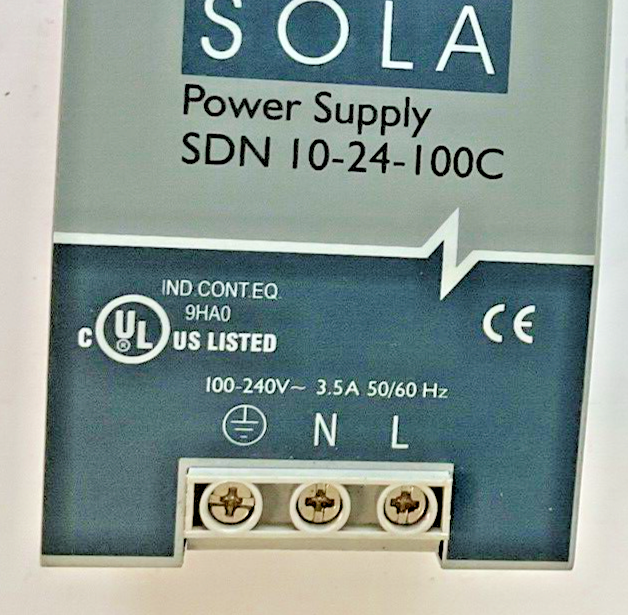 SOLA
Power Supply
SDN 10-24-100C
IND.CONT.EQ.
9HA0
C UL ® US LISTED
CE
100-240V~ 3.5A 50/60 Hz
N L